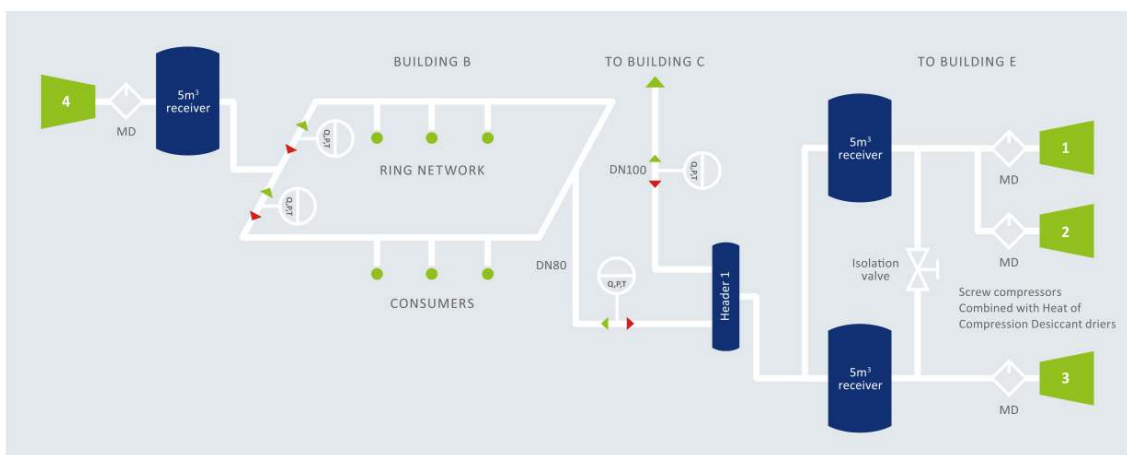 BUILDING B
TO BUILDING C
TO BUILDING E
4
MD
5m³
receiver
Q,P,T
RING NETWORK
Q,P,T
CONSUMERS
DN80
Q,P,T
DN100
Q,P,T
Header 1
5m³
receiver
MD
1
MD
2
Isolation
valve
Screw compressors
Combined with Heat of
Compression Desiccant driers
5m³
receiver
MD
3